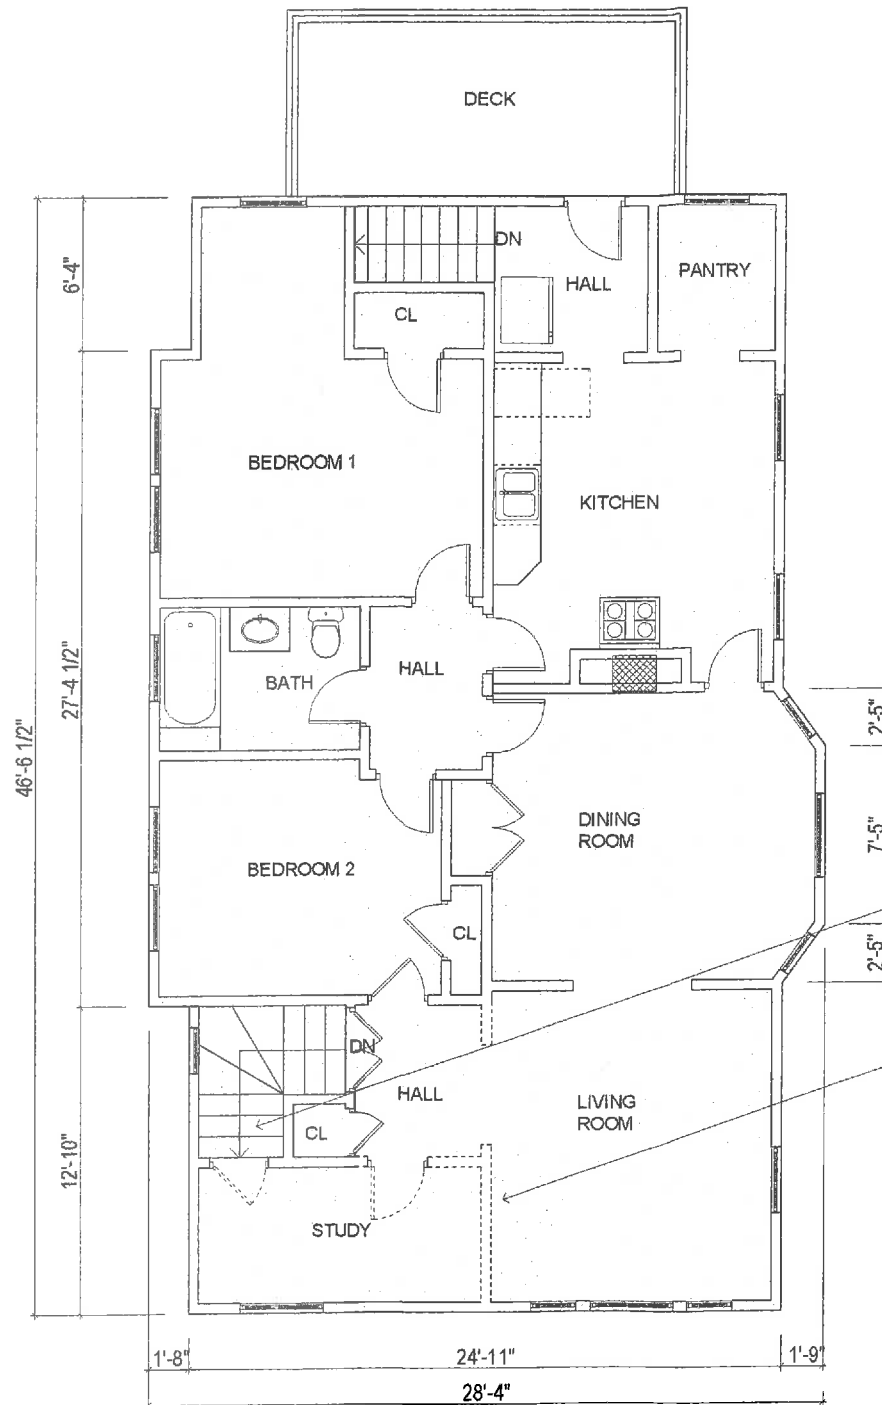 DECK
6'-4"
DN
HALL
PANTRY
CL
BEDROOM 1
KITCHEN
46'-6 1/2"
27'-4 1/2"
BATH
HALL
2'-5"
DINING
ROOM
7'-5"
BEDROOM 2
CL
2'-5"
DN
HALL
LIVING
ROOM
CL
12'-10"
STUDY
1'-8"
24'-11"
1'-9"
28'-4"